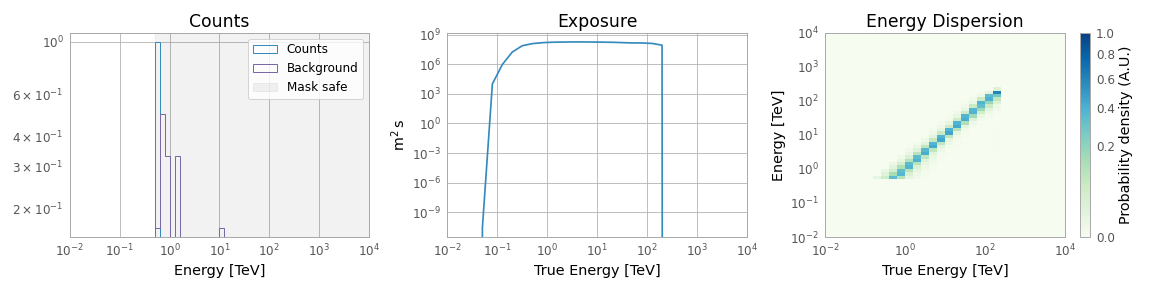 Counts
10^0
6 × 10^−1
4 × 10^−1
3 × 10^−1
2 × 10^−1
10^−2 10^−1 10^0 10^1 10^2 10^3 10^4
Energy [TeV]
Counts
Background
Mask safe
Exposure
m^2 s
10^9
10^6
10^3
10^0
10^−3
10^−6
10^−9
10^−2 10^−1 10^0 10^1 10^2 10^3 10^4
True Energy [TeV]
Energy Dispersion
Energy [TeV]
10^4
10^3
10^2
10^1
10^0
10^−1
10^−2
10^−2 10^0 10^2 10^4
True Energy [TeV]
1.0
0.8
0.6
0.4
0.2
0.0
Probability density (A.U.)